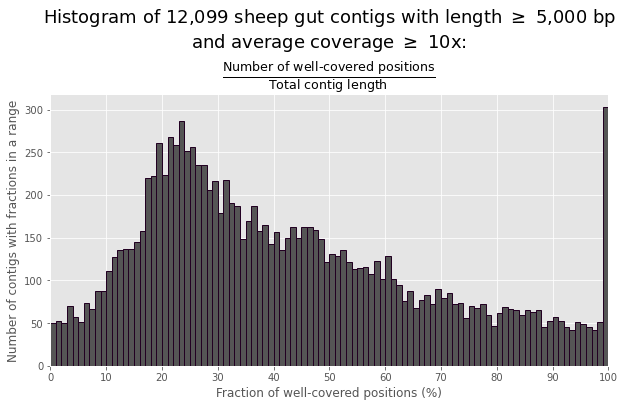 Histogram of 12,099 sheep gut contigs with length ≥ 5,000 bp
and average coverage ≥ 10x:
Number of well-covered positions
Total contig length
Number of contigs with fractions in a range
300
250
200
150
100
50
0
0 10 20 30 40 50 60 70 80 90 100
Fraction of well-covered positions (%)